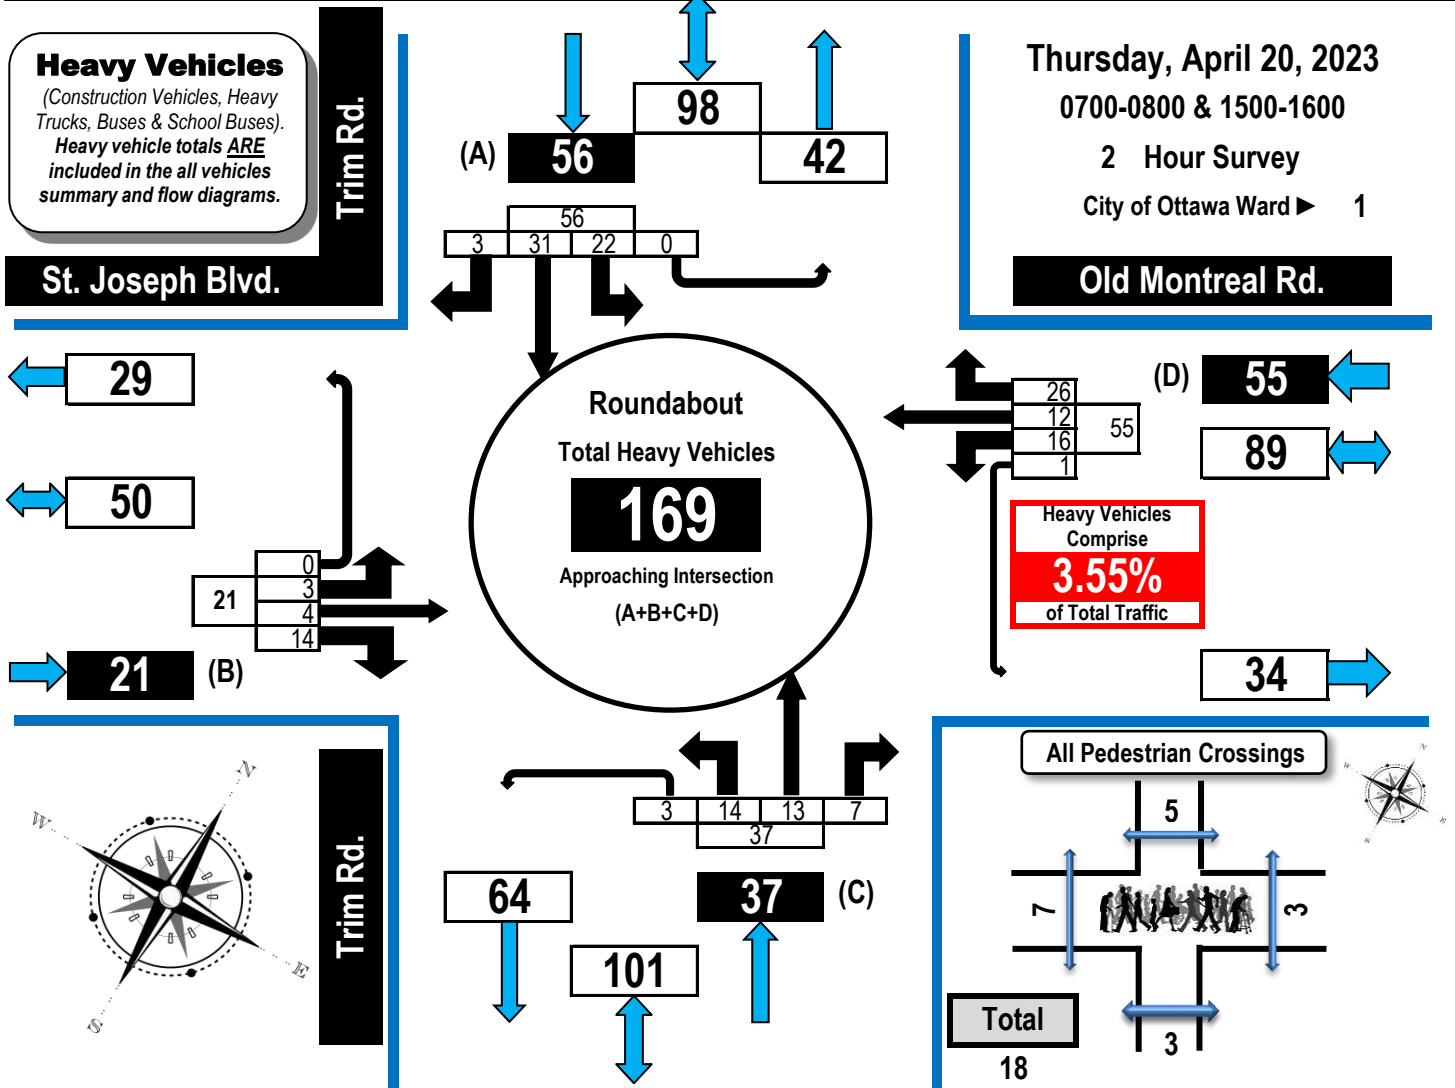 Heavy Vehicles
(Construction Vehicles, Heavy
Trucks, Buses & School Buses).
Heavy vehicle totals ARE
included in the all vehicles
summary and flow diagrams.
Trim Rd.
St. Joseph Blvd.
98
(A) 56 42
56
3 31 22 0
Thursday, April 20, 2023
0700-0800 & 1500-1600
2 Hour Survey
City of Ottawa Ward ► 1
Old Montreal Rd.
29
50
0
3
21
4
14
21 (B)
Roundabout
Total Heavy Vehicles
169
Approaching Intersection
(A+B+C+D)
(D) 55
26
12
55
16
1
89
Heavy Vehicles
Comprise
3.55%
of Total Traffic
34
N
W
E
S
Trim Rd.
3 14 13 7
37
64 37 (C)
101
All Pedestrian Crossings
N
W
E
S
5
7
3
3
Total
18